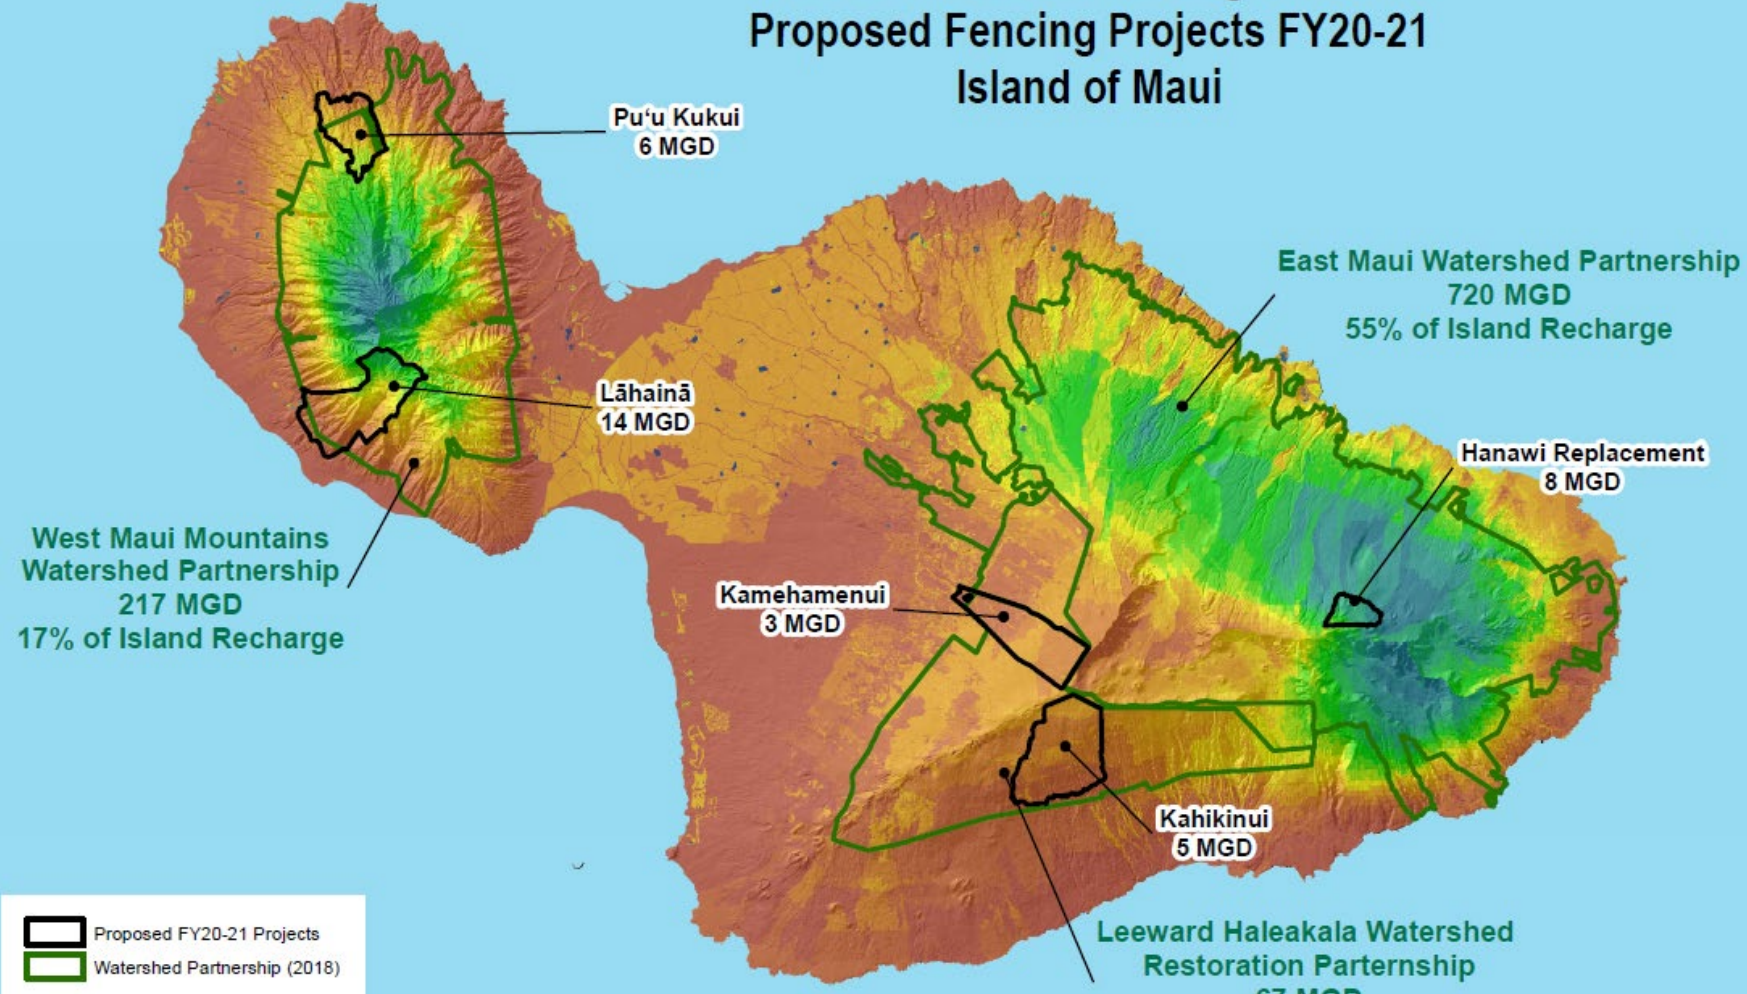 Proposed Fencing Projects FY20-21
Island of Maui
Puʻu Kukui
6 MGD
East Maui Watershed Partnership
720 MGD
55% of Island Recharge
Lāhainā
14 MGD
Hanawi Replacement
8 MGD
West Maui Mountains
Watershed Partnership
217 MGD
17% of Island Recharge
Kamehamenui
3 MGD
Kahikinui
5 MGD
Leeward Haleakala Watershed
Restoration Parternship
67 MGD
Proposed FY20-21 Projects
Watershed Partnership (2018)